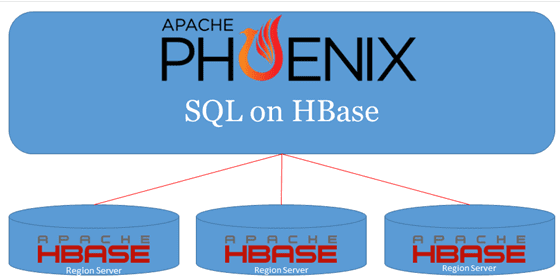 APACHE
PHOENIX
SQL on HBase
APACHE
HBASE
Region Server
APACHE
HBASE
Region Server
APACHE
HBASE
Region Server